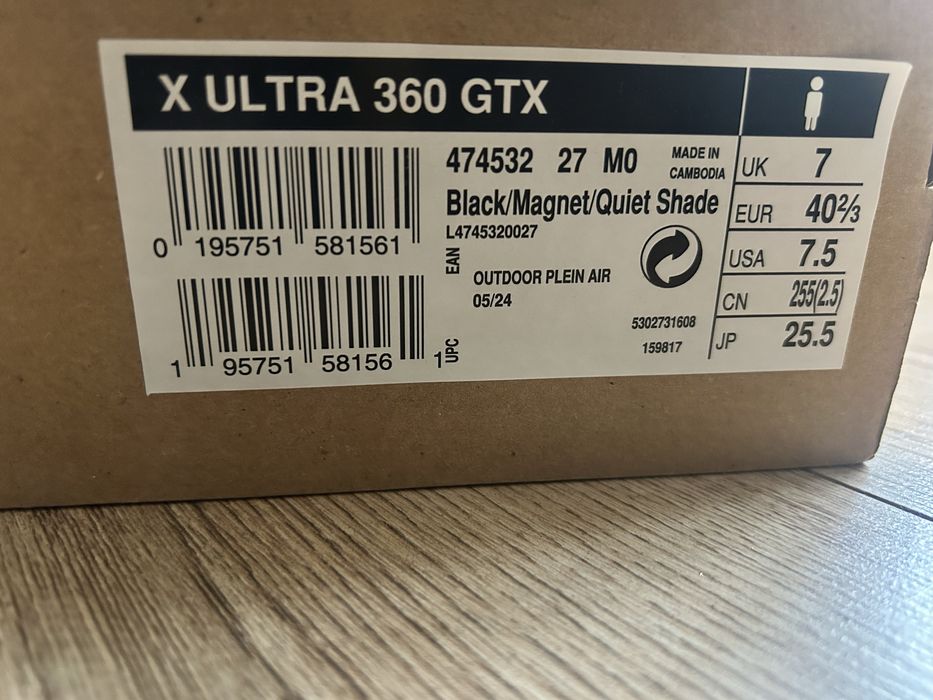 X ULTRA 360 GTX
474532 27 M0
MADE IN
CAMBODIA
Black/Magnet/Quiet Shade
L4745320027
0 195751 581561
EAN
OUTDOOR PLEIN AIR
05/24
5302731608
159817
1 95751 58156 1
UPC
UK 7
EUR 40⅔
USA 7.5
CN 255(2.5)
JP 25.5